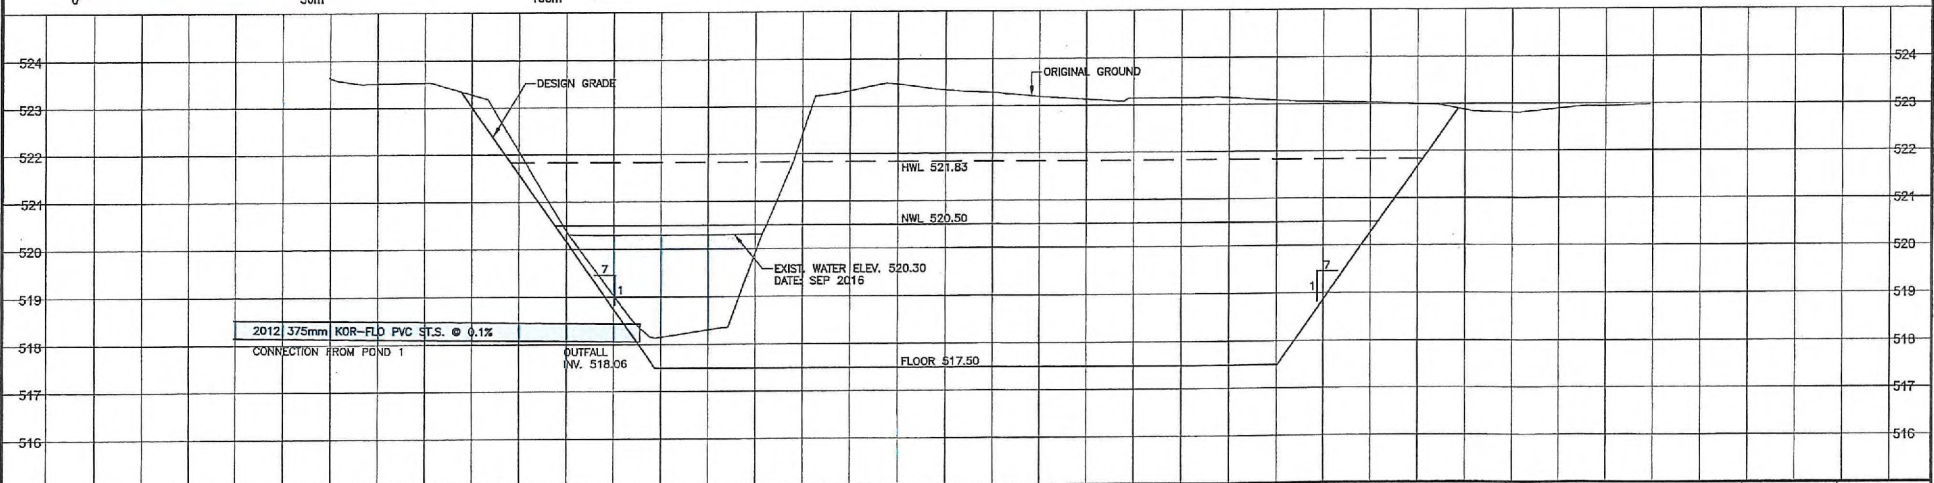 0 50m 100m
524 524
DESIGN GRADE
ORIGINAL GROUND
523 523
522 522
HWL 521.83
521 521
NWL 520.50
520 520
EXIST. WATER ELEV. 520.30
DATE: SEP 2016
7 7
1 1
519 519
2012 375mm KOR-FLO PVC ST.S. @ 0.1%
CONNECTION FROM POND 1
OUTFALL
INV. 518.06
518 518
FLOOR 517.50
517 517
516 516